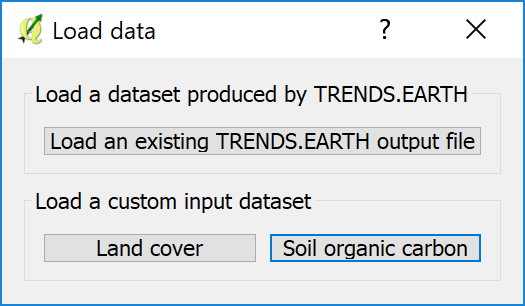 Load data
Load a dataset produced by TRENDS.EARTH
Load an existing TRENDS.EARTH output file
Load a custom input dataset
Land cover Soil organic carbon